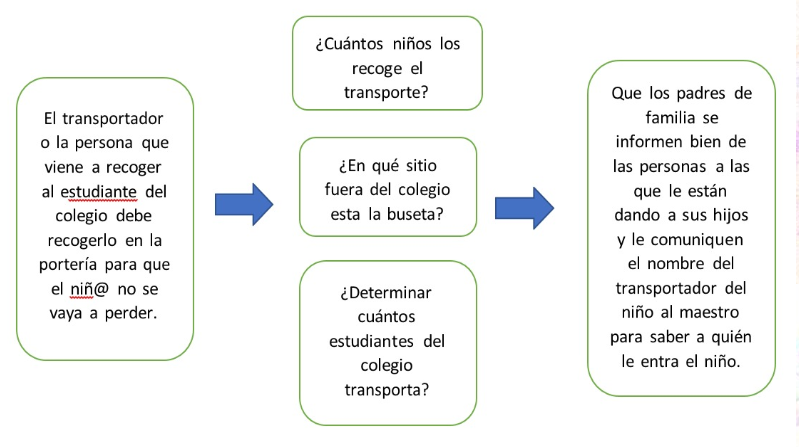 El transportador
o la persona que
viene a recoger
al estudiante del
colegio debe
recogerlo en la
portería para que
el niñ@ no se
vaya a perder.
¿Cuántos niños los
recoge el
transporte?
¿En qué sitio
fuera del colegio
esta la buseta?
¿Determinar
cuántos
estudiantes del
colegio
transporta?
Que los padres de
familia se
informen bien de
las personas a las
que le están
dando a sus hijos
y le comuniquen
el nombre del
transportador del
niño al maestro
para saber a quién
le entra el niño.